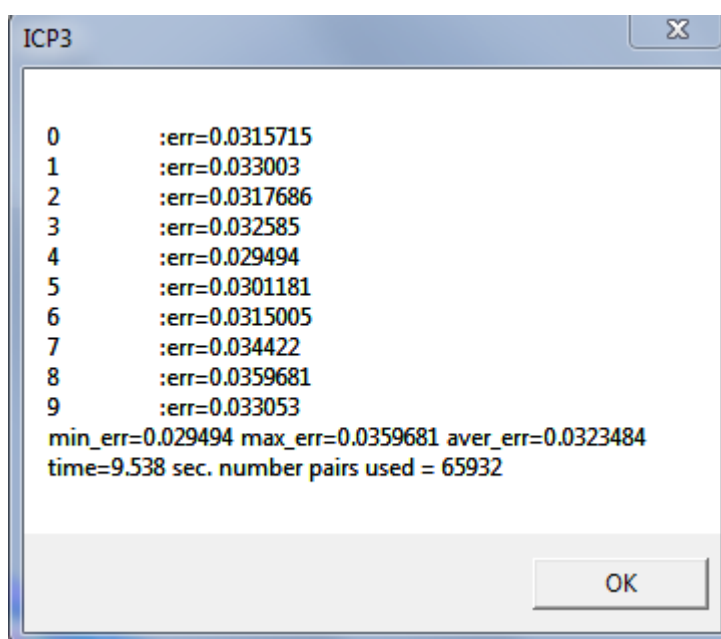 ICP3
0 :err=0.0315715
1 :err=0.033003
2 :err=0.0317686
3 :err=0.032585
4 :err=0.029494
5 :err=0.0301181
6 :err=0.0315005
7 :err=0.034422
8 :err=0.0359681
9 :err=0.033053
min_err=0.029494 max_err=0.0359681 aver_err=0.0323484
time=9.538 sec. number pairs used = 65932
OK